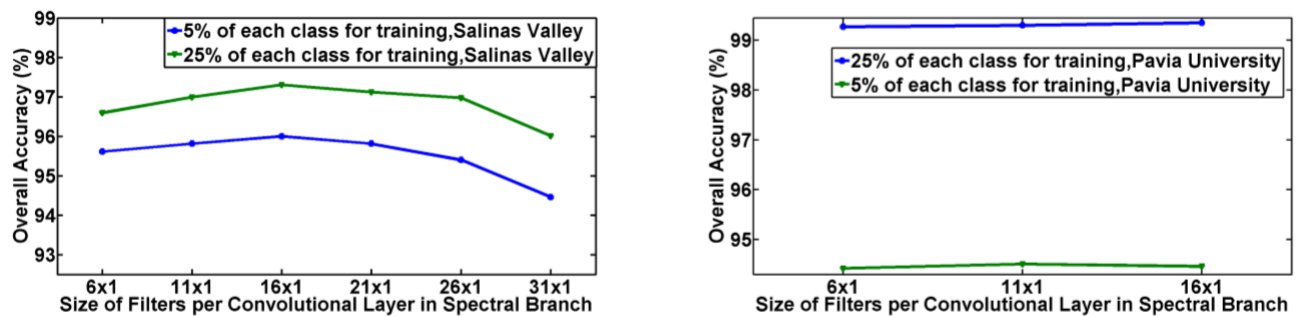 Overall Accuracy (%)
99
98
97
96
95
94
93
5% of each class for training,Salinas Valley
25% of each class for training,Salinas Valley
6x1 11x1 16x1 21x1 26x1 31x1
Size of Filters per Convolutional Layer in Spectral Branch
Overall Accuracy (%)
99
98
97
96
95
25% of each class for training,Pavia University
5% of each class for training,Pavia University
6x1 11x1 16x1
Size of Filters per Convolutional Layer in Spectral Branch